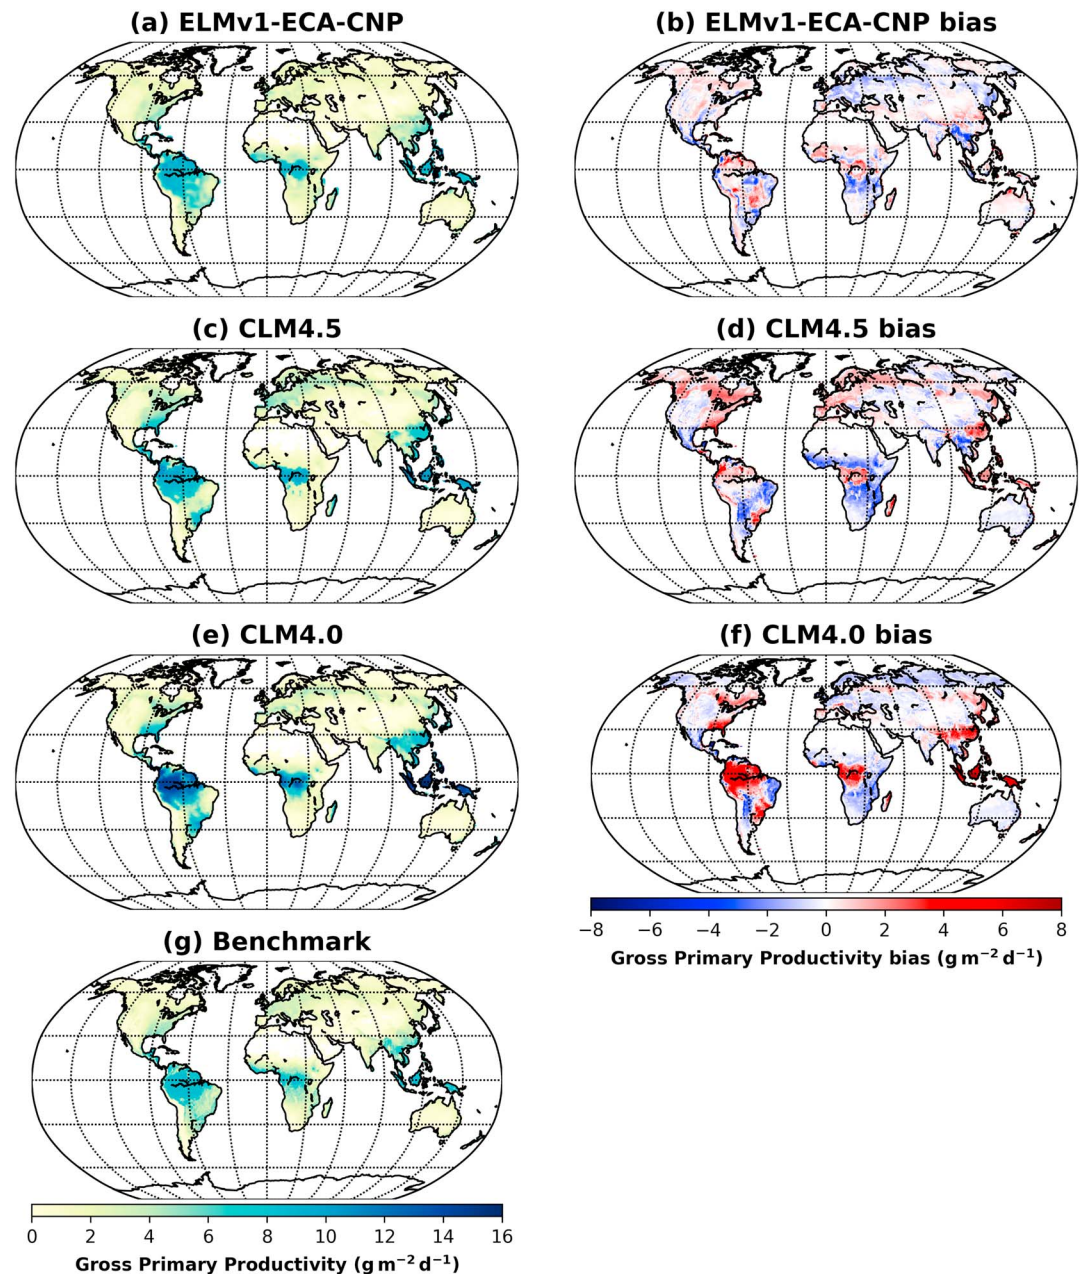 (a) ELMv1-ECA-CNP
(b) ELMv1-ECA-CNP bias
(c) CLM4.5
(d) CLM4.5 bias
(e) CLM4.0
(f) CLM4.0 bias
−8 −6 −4 −2 0 2 4 6 8
Gross Primary Productivity bias (g m⁻² d⁻¹)
(g) Benchmark
0 2 4 6 8 10 12 14 16
Gross Primary Productivity (g m⁻² d⁻¹)